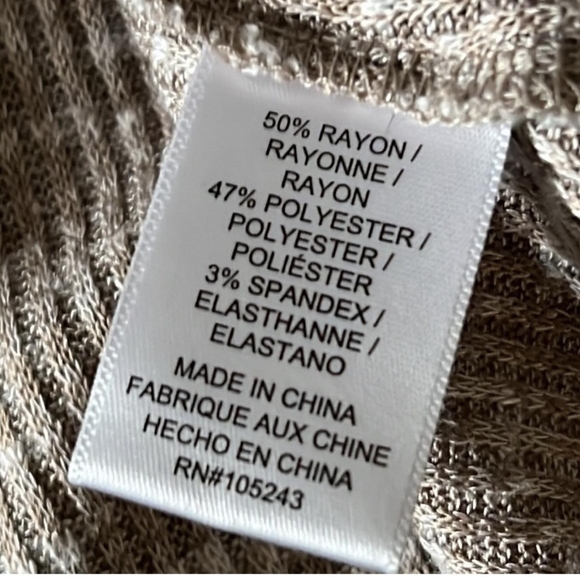 50% RAYON /
RAYONNE /
RAYON
47% POLYESTER /
POLYESTER /
POLIÉSTER
3% SPANDEX /
ELASTHANNE /
ELASTANO
MADE IN CHINA
FABRIQUE AUX CHINE
HECHO EN CHINA
RN#105243